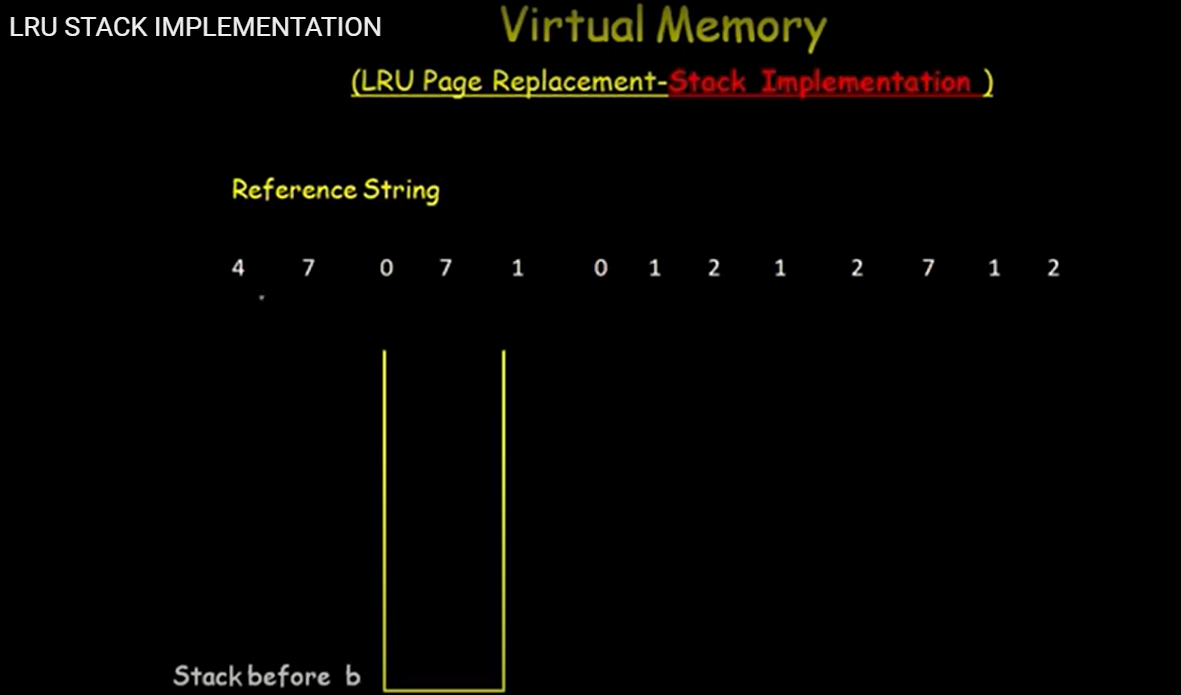 LRU STACK IMPLEMENTATION
Virtual Memory
(LRU Page Replacement-Stack Implementation )
Reference String
4 7 0 7 1 0 1 2 1 2 7 1 2
Stack before b